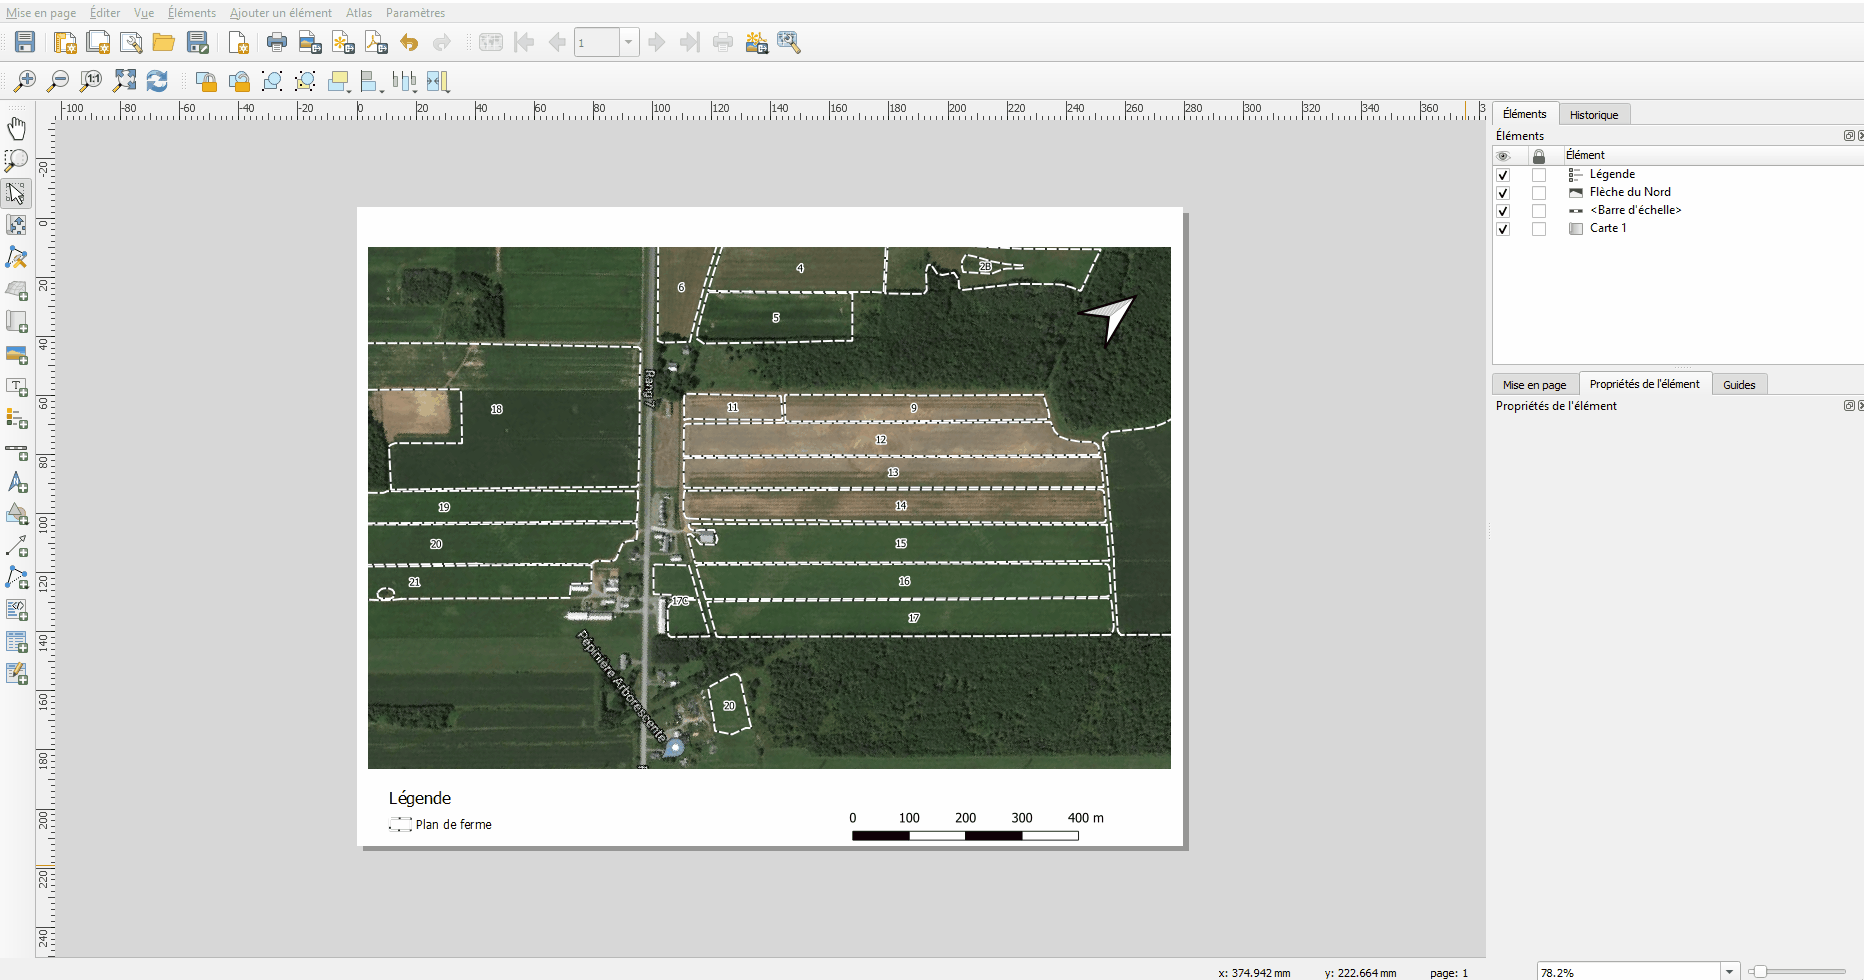 Mise en page Éditer Vue Éléments Ajouter un élément Atlas Paramètres
1
1:1
-100 -80 -60 -40 -20 0 20 40 60 80 100 120 140 160 180 200 220 240 260 280 300 320 340 360 3
-20 0 20 40 60 80 100 120 140 160 180 200 220 240
Éléments Historique
Éléments
Élément
Légende
Flèche du Nord
<Barre d'échelle>
Carte 1
Mise en page Propriétés de l'élément Guides
Propriétés de l'élément
6
4
2B
5
Rang 7
18
11
9
12
13
19
14
20
15
21
16
17C
17
Pépinière Arborescente
20
Légende
Plan de ferme
0 100 200 300 400 m
x: 374.942 mm y: 222.664 mm page: 1
78.2%